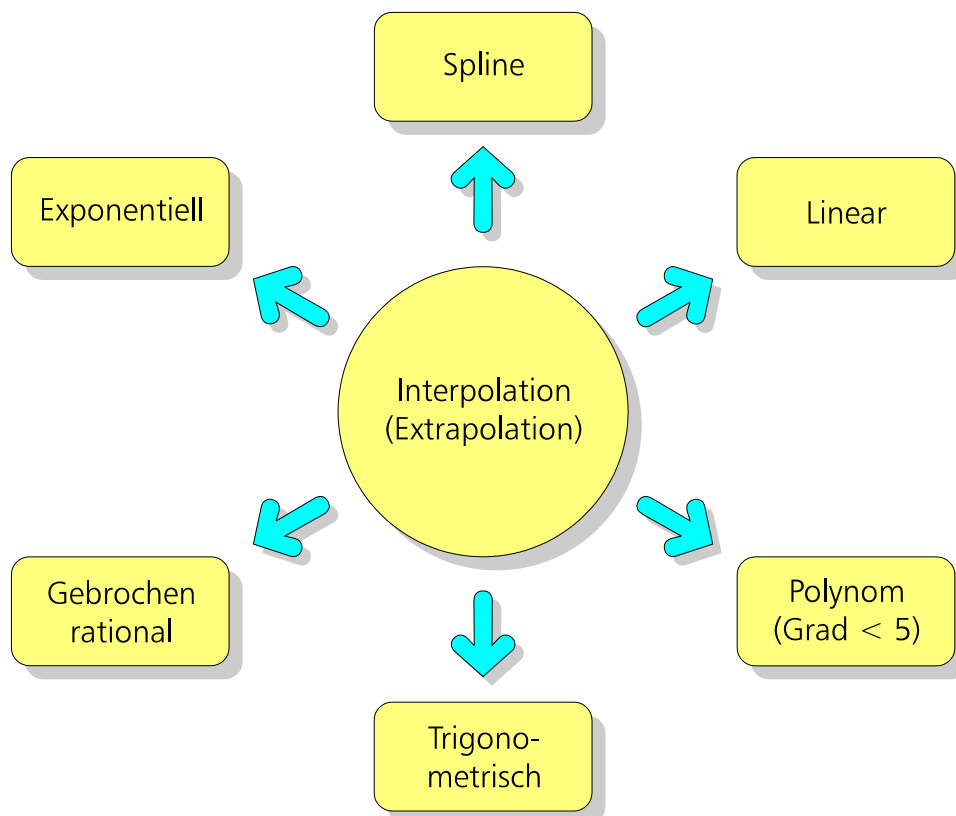 Spline
Exponentiell
Linear
Interpolation
(Extrapolation)
Gebrochen
rational
Polynom
(Grad < 5)
Trigono-
metrisch